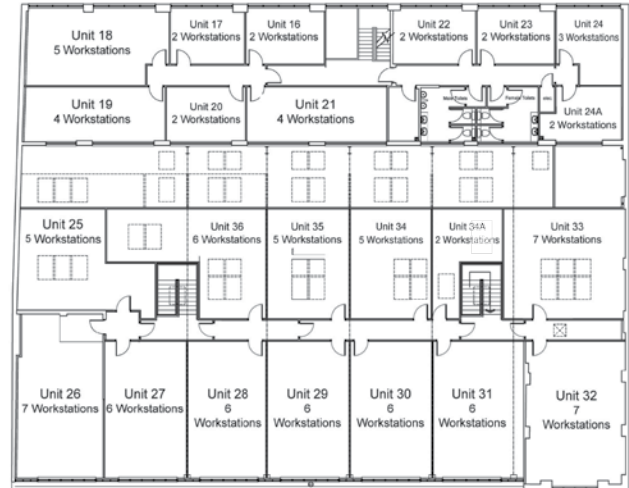 Unit 18
5 Workstations
Unit 17
2 Workstations
Unit 16
2 Workstations
Unit 22
2 Workstations
Unit 23
2 Workstations
Unit 24
3 Workstations
Unit 19
4 Workstations
Unit 20
2 Workstations
Unit 21
4 Workstations
Male Toilets
Female Toilets
Unit 24A
2 Workstations
Unit 25
5 Workstations
Unit 36
6 Workstations
Unit 35
5 Workstations
Unit 34
5 Workstations
Unit 34A
2 Workstations
Unit 33
7 Workstations
Unit 26
7 Workstations
Unit 27
6 Workstations
Unit 28
6
Workstations
Unit 29
6
Workstations
Unit 30
6
Workstations
Unit 31
6
Workstations
Unit 32
7
Workstations